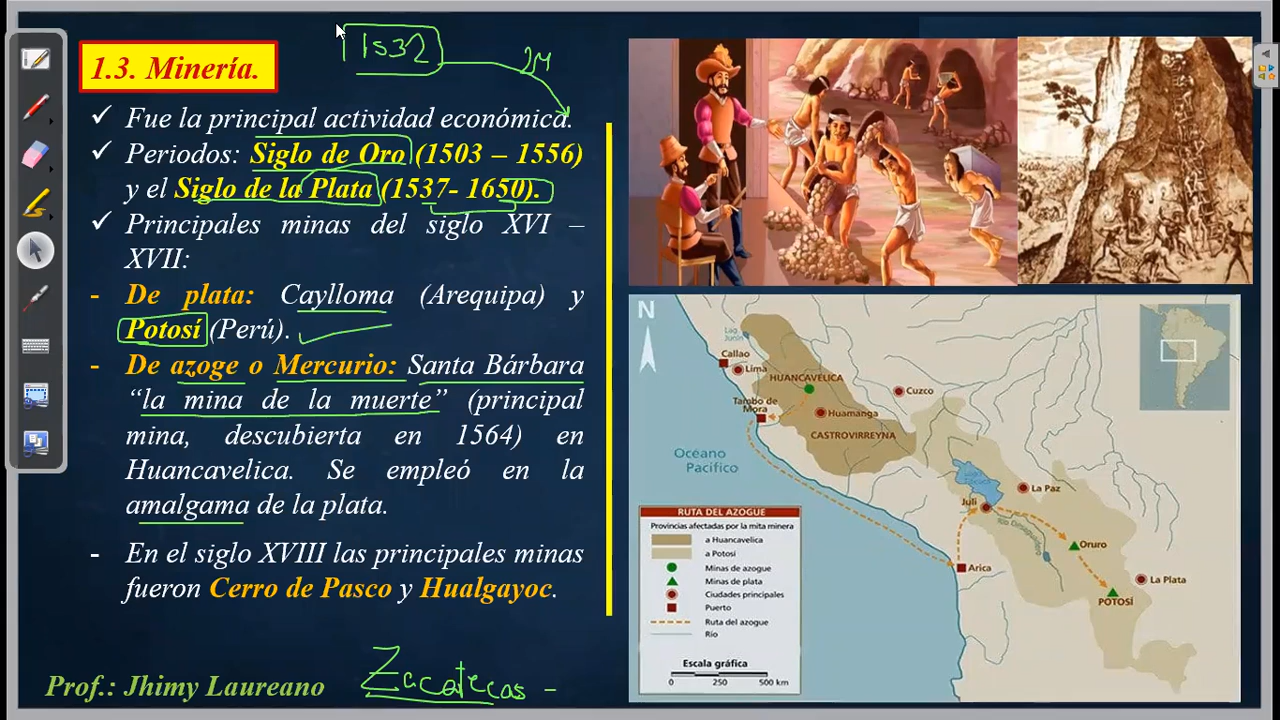 1532
2M
1.3. Minería.
✓ Fue la principal actividad económica.
✓ Periodos: Siglo de Oro (1503 – 1556)
y el Siglo de la Plata (1537- 1650).
✓ Principales minas del siglo XVI –
XVII:
- De plata: Caylloma (Arequipa) y
Potosí (Perú).
- De azoge o Mercurio: Santa Bárbara
“la mina de la muerte” (principal
mina, descubierta en 1564) en
Huancavelica. Se empleó en la
amalgama de la plata.
- En el siglo XVIII las principales minas
fueron Cerro de Pasco y Hualgayoc.
Zacatecas -
Prof.: Jhimy Laureano
N
Lag.
Junín
Callao
Lima
HUANCAVELICA
Tambo de
Mora
Huamanga
Cuzco
CASTROVIRREYNA
Océano
Pacífico
La Paz
Juli
Río Desaguadero
Oruro
Arica
La Plata
POTOSÍ
RUTA DEL AZOGUE
Provincias afectadas por la mita minera
a Huancavelica
a Potosí
Minas de azogue
Minas de plata
Ciudades principales
Puerto
Ruta del azogue
Río
Escala gráfica
0 250 500 km